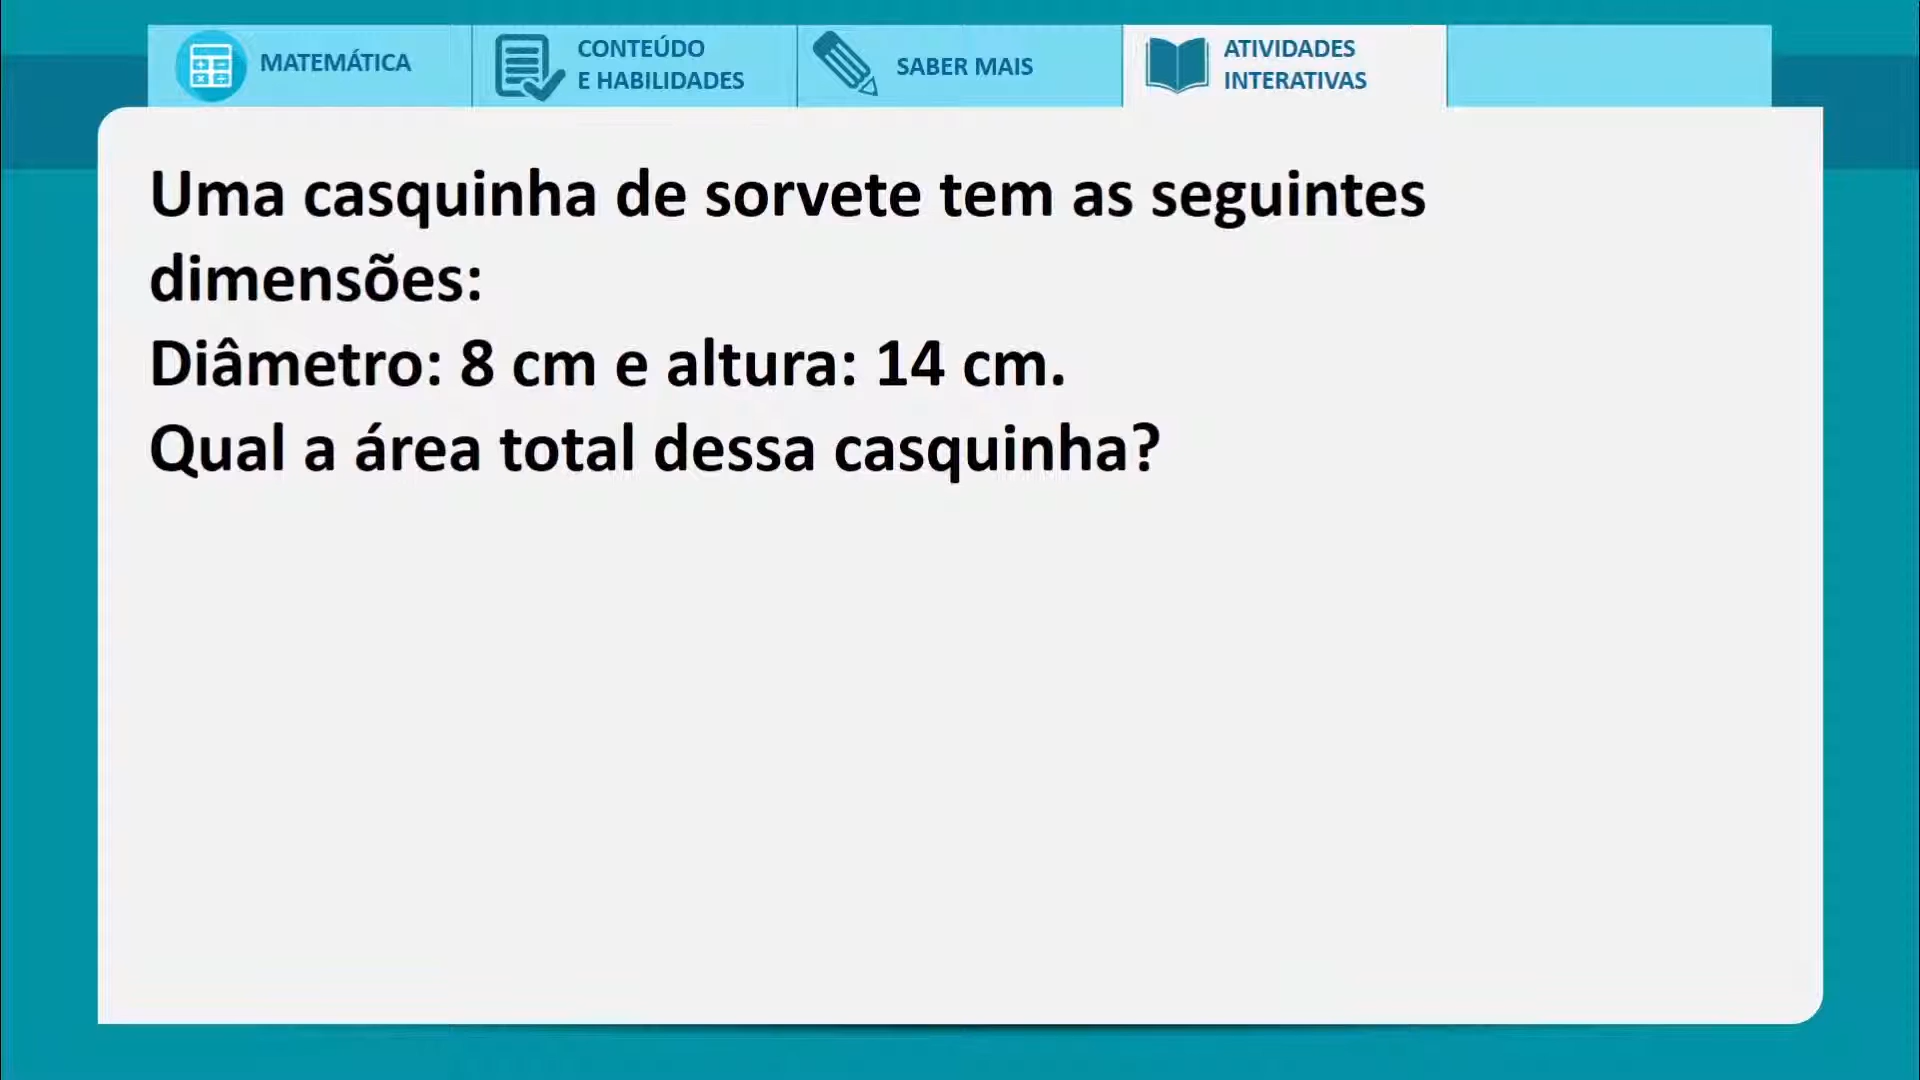 MATEMÁTICA
CONTEÚDO
E HABILIDADES
SABER MAIS
ATIVIDADES
INTERATIVAS
Uma casquinha de sorvete tem as seguintes
dimensões:
Diâmetro: 8 cm e altura: 14 cm.
Qual a área total dessa casquinha?